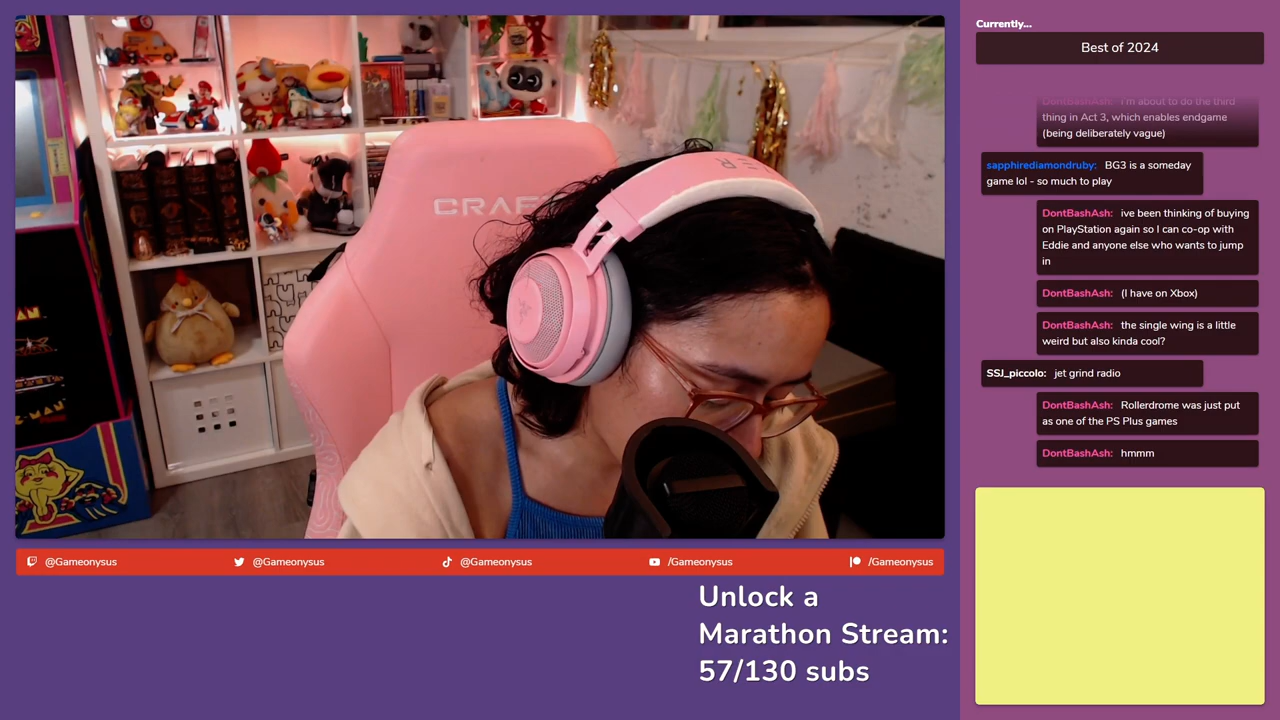 Currently...
Best of 2024
DontBashAsh: I'm about to do the third
thing in Act 3, which enables endgame
(being deliberately vague)
sapphirediamondruby: BG3 is a someday
game lol - so much to play
DontBashAsh: ive been thinking of buying
on PlayStation again so I can co-op with
Eddie and anyone else who wants to jump
in
DontBashAsh: (I have on Xbox)
DontBashAsh: the single wing is a little
weird but also kinda cool?
SSJ_piccolo: jet grind radio
DontBashAsh: Rollerdrome was just put
as one of the PS Plus games
DontBashAsh: hmmm
CRAF
ER
MAN
C-MAN
@Gameonysus
@Gameonysus
@Gameonysus
/Gameonysus
/Gameonysus
Unlock a
Marathon Stream:
57/130 subs